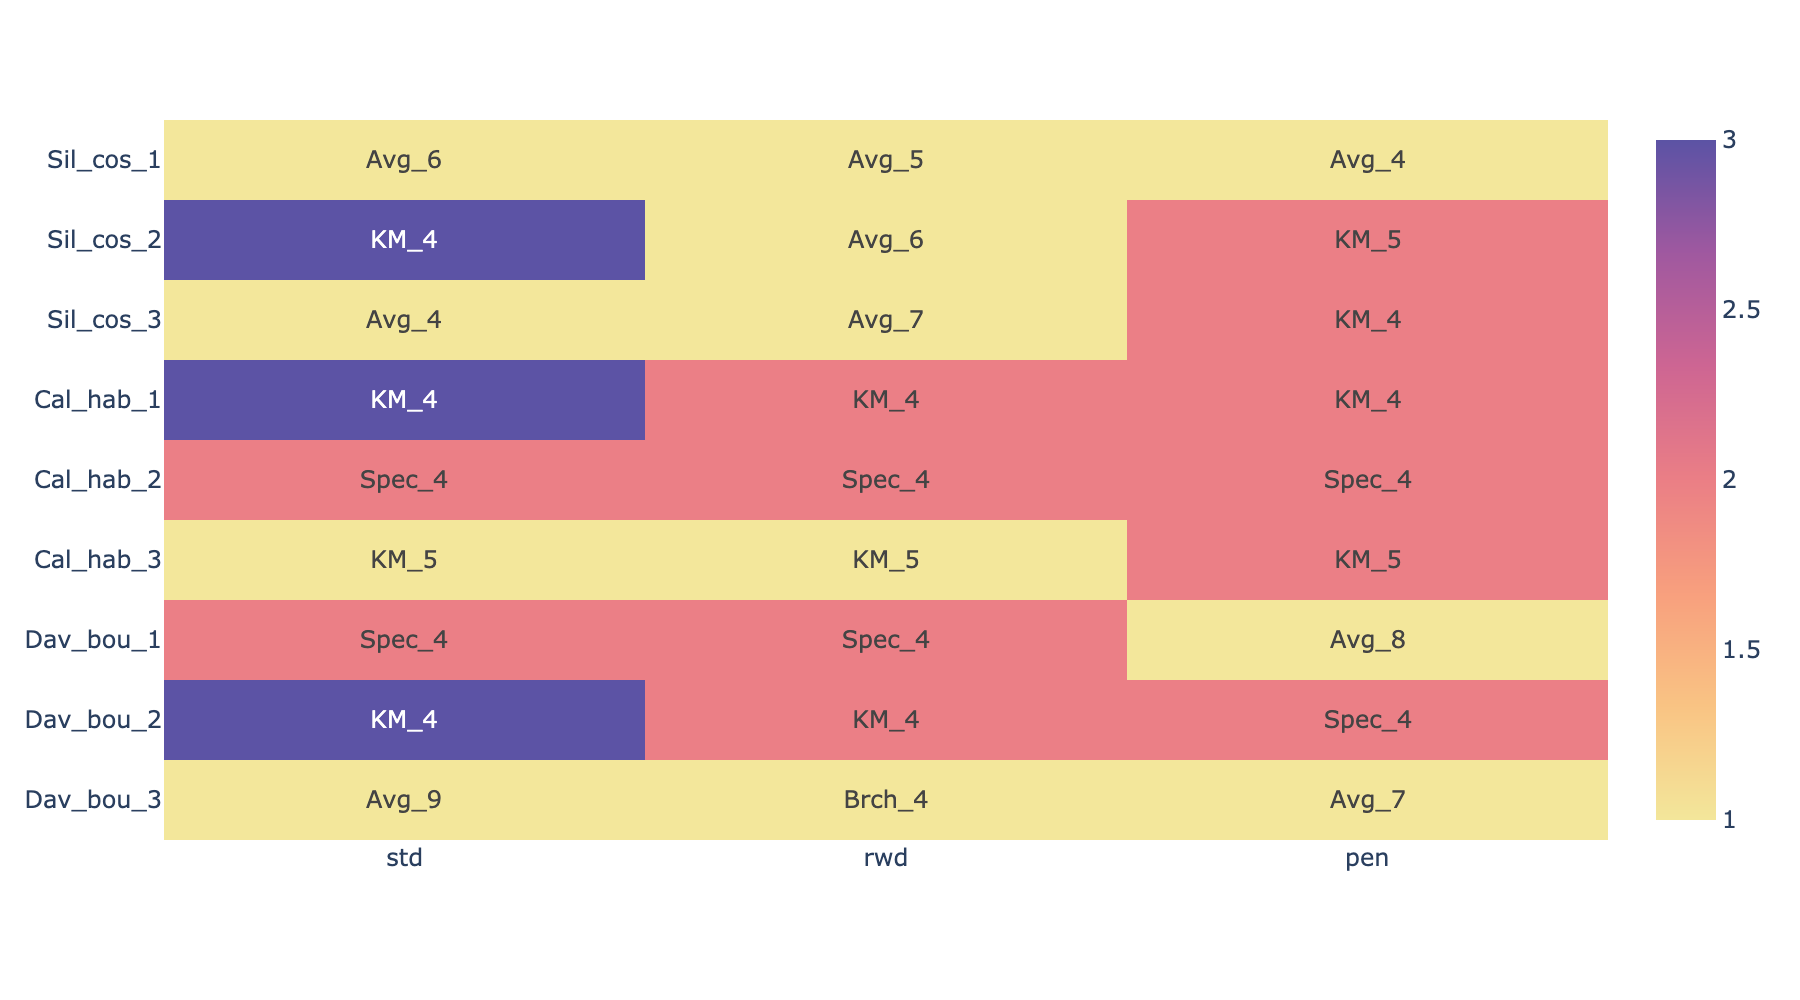 Sil_cos_1 Avg_6 Avg_5 Avg_4 3
Sil_cos_2 KM_4 Avg_6 KM_5
Sil_cos_3 Avg_4 Avg_7 KM_4 2.5
Cal_hab_1 KM_4 KM_4 KM_4
Cal_hab_2 Spec_4 Spec_4 Spec_4 2
Cal_hab_3 KM_5 KM_5 KM_5
Dav_bou_1 Spec_4 Spec_4 Avg_8 1.5
Dav_bou_2 KM_4 KM_4 Spec_4
Dav_bou_3 Avg_9 Brch_4 Avg_7 1
std rwd pen